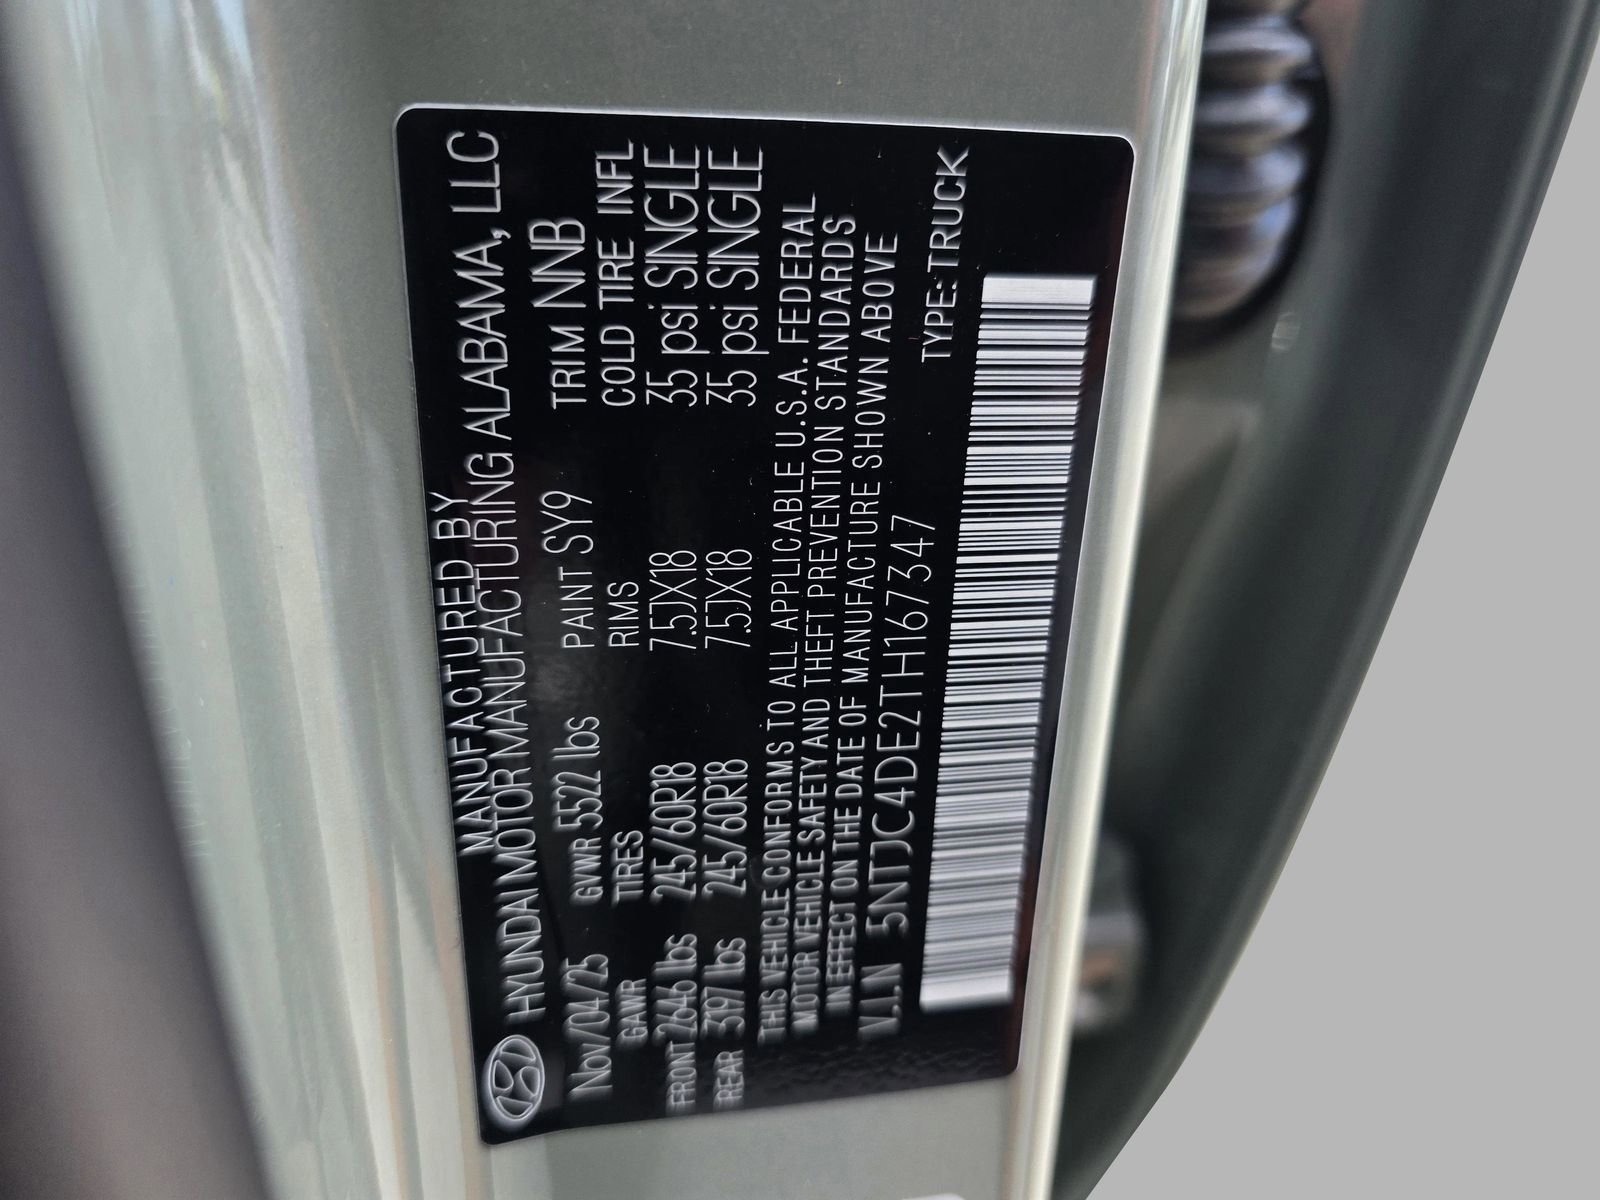 MANUFACTURED BY
HYUNDAI MOTOR MANUFACTURING ALABAMA, LLC
Nov/04/25 GVWR 5522 lbs PAINT SY9 TRIM NNB
GAWR TIRES RIMS COLD TIRE INFL
FRONT 2646 lbs 245/60R18 7.5JX18 35 psi SINGLE
REAR 3197 lbs 245/60R18 7.5JX18 35 psi SINGLE
THIS VEHICLE CONFORMS TO ALL APPLICABLE U.S.A. FEDERAL
MOTOR VEHICLE SAFETY AND THEFT PREVENTION STANDARDS
IN EFFECT ON THE DATE OF MANUFACTURE SHOWN ABOVE
V.I.N 5NTJC4DE2TH167347 TYPE:TRUCK